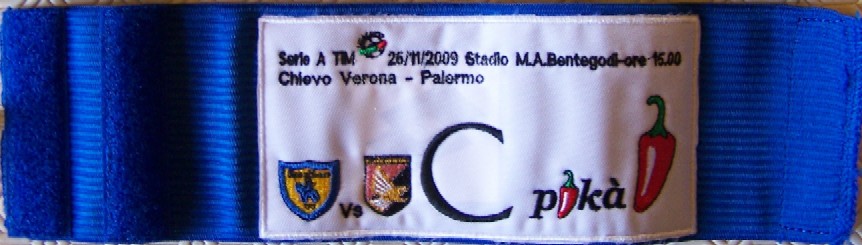 Serie A TIM 26/11/2009 Stadio M.A.Bentegodi-ore 15.00
Chievo Verona - Palermo
Vs
C
pikà